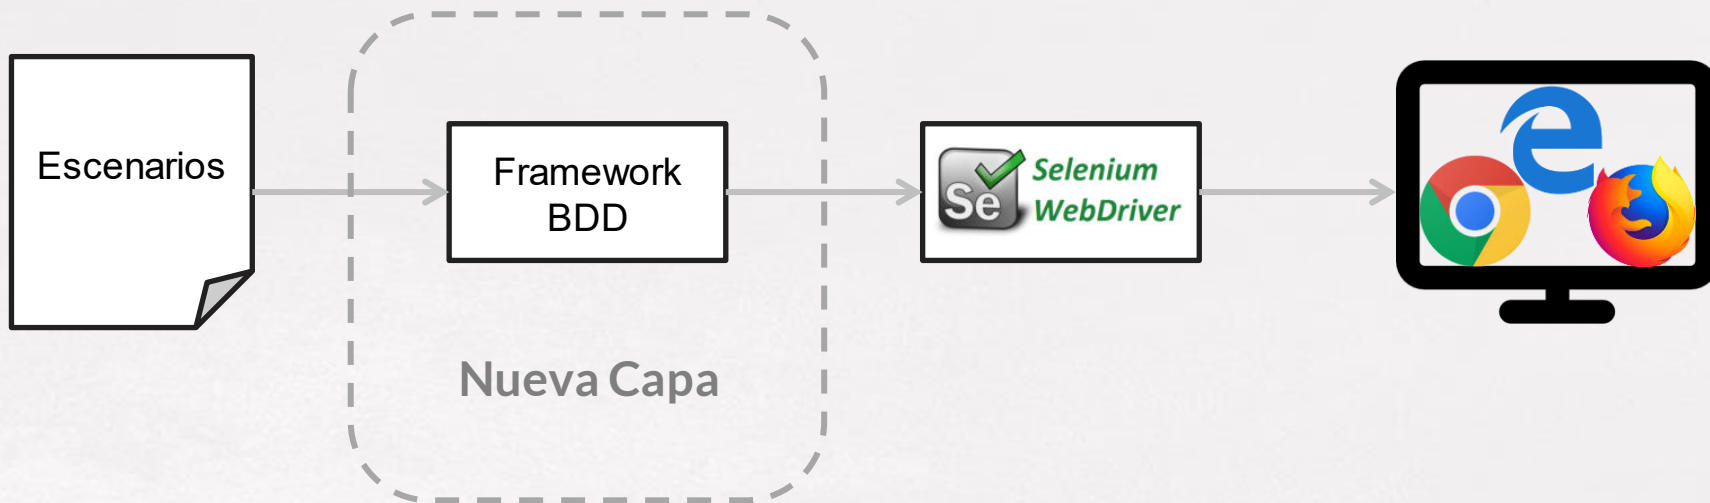 Escenarios
Framework
BDD
Nueva Capa
Se
Selenium
WebDriver